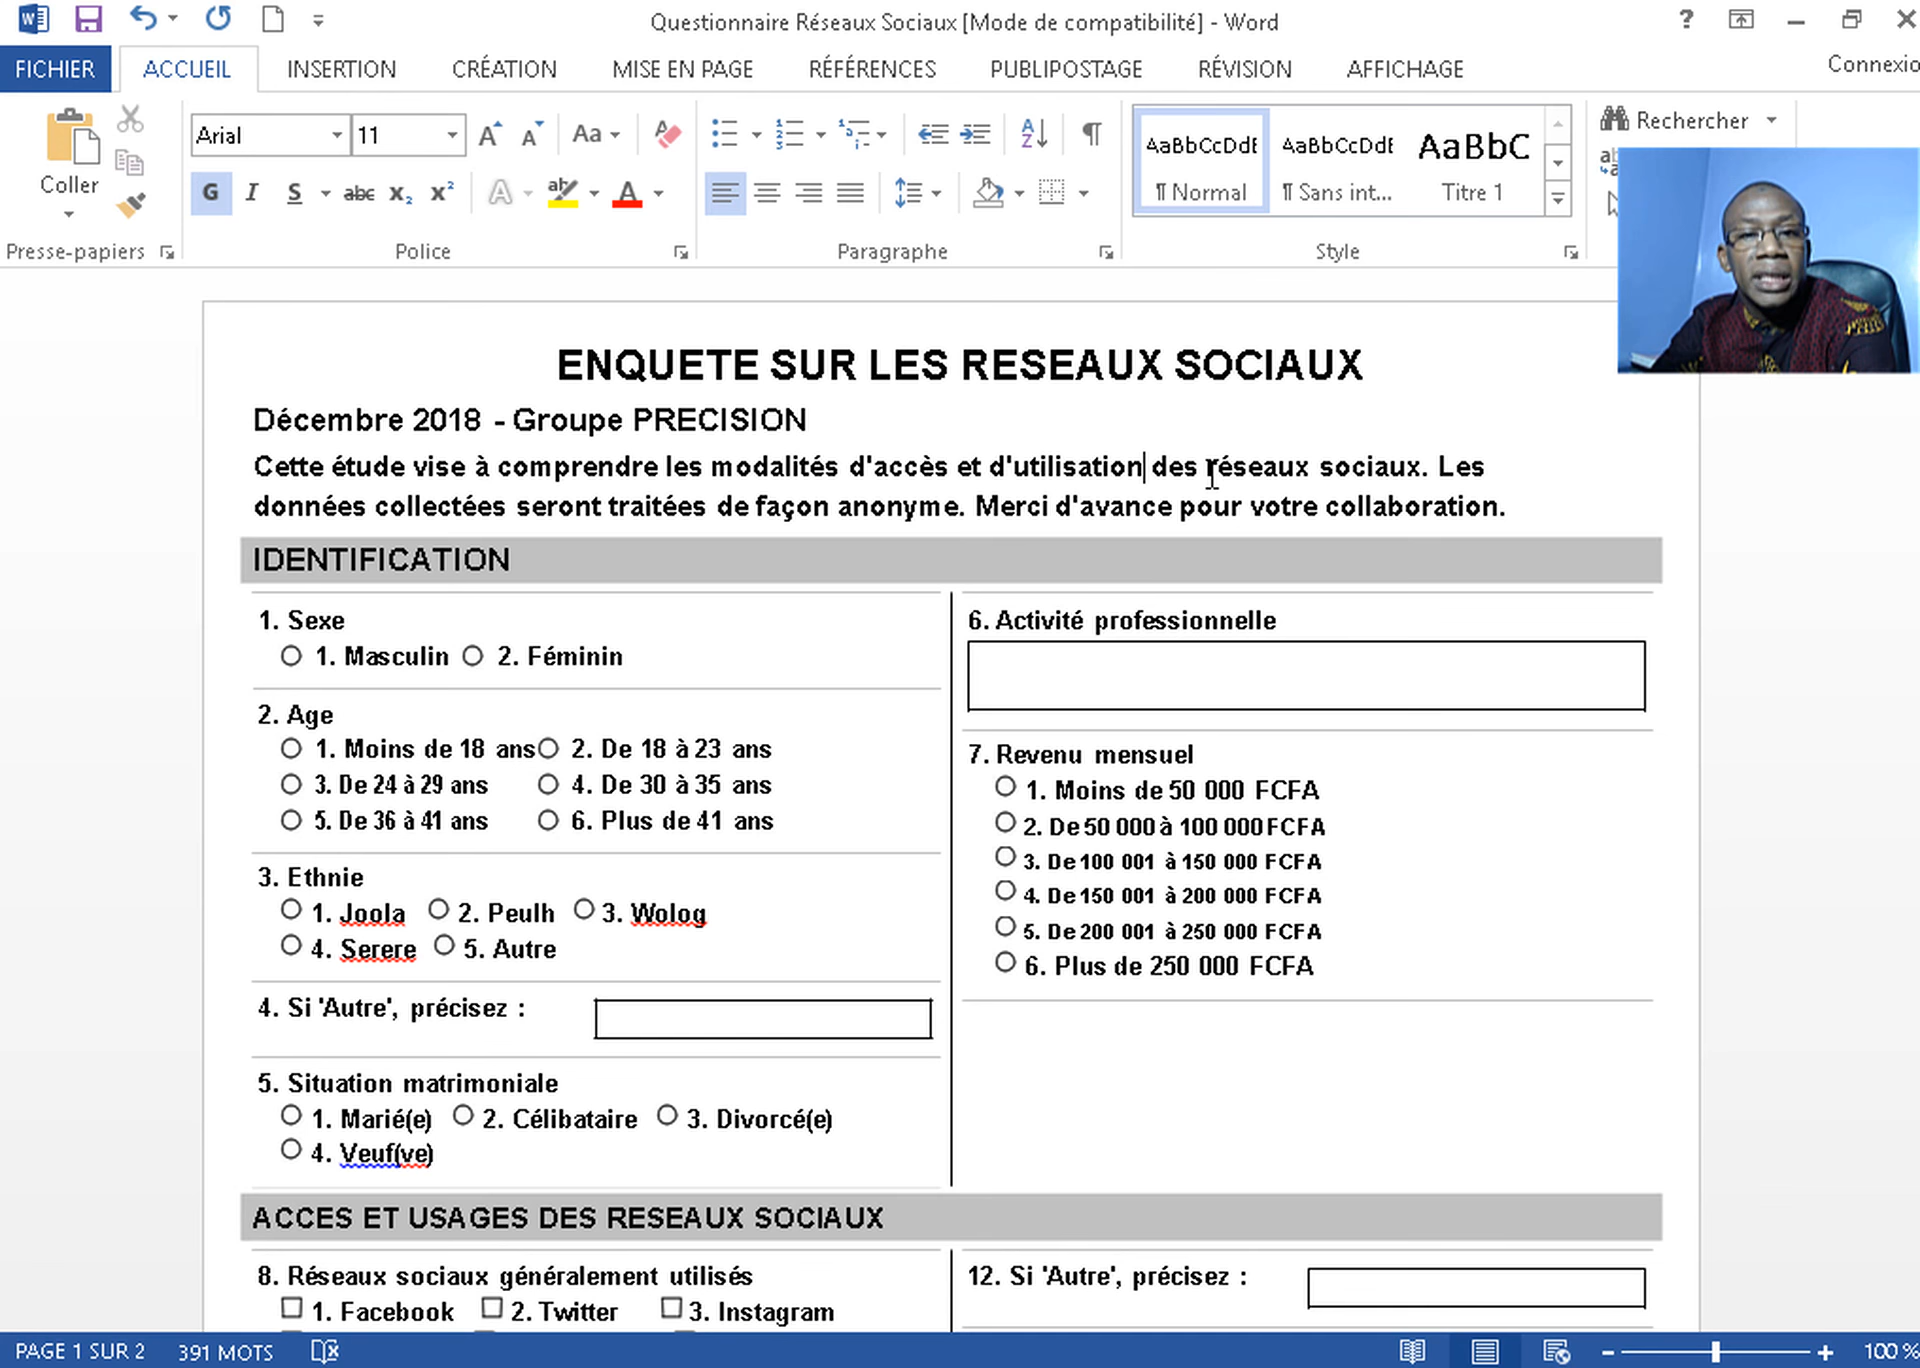 Questionnaire Réseaux Sociaux [Mode de compatibilité] - Word
?
FICHIER ACCUEIL INSERTION CRÉATION MISE EN PAGE RÉFÉRENCES PUBLIPOSTAGE RÉVISION AFFICHAGE Connexio
Coller
Arial 11 Aa
G I S abc X₂ X² A ab A
AaBbCcDdE AaBbCcDdE AaBbC
¶ Normal ¶ Sans int... Titre 1
Rechercher
Presse-papiers Police Paragraphe Style
ENQUETE SUR LES RESEAUX SOCIAUX
Décembre 2018 - Groupe PRECISION
Cette étude vise à comprendre les modalités d'accès et d'utilisation des réseaux sociaux. Les
données collectées seront traitées de façon anonyme. Merci d'avance pour votre collaboration.
IDENTIFICATION
1. Sexe
1. Masculin 2. Féminin
2. Age
1. Moins de 18 ans 2. De 18 à 23 ans
3. De 24 à 29 ans 4. De 30 à 35 ans
5. De 36 à 41 ans 6. Plus de 41 ans
3. Ethnie
1. Joola 2. Peulh 3. Wolog
4. Serere 5. Autre
4. Si 'Autre', précisez :
5. Situation matrimoniale
1. Marié(e) 2. Célibataire 3. Divorcé(e)
4. Veuf(ve)
6. Activité professionnelle
7. Revenu mensuel
1. Moins de 50 000 FCFA
2. De 50 000 à 100 000 FCFA
3. De 100 001 à 150 000 FCFA
4. De 150 001 à 200 000 FCFA
5. De 200 001 à 250 000 FCFA
6. Plus de 250 000 FCFA
ACCES ET USAGES DES RESEAUX SOCIAUX
8. Réseaux sociaux généralement utilisés
1. Facebook 2. Twitter 3. Instagram
12. Si 'Autre', précisez :
PAGE 1 SUR 2 391 MOTS 100 %